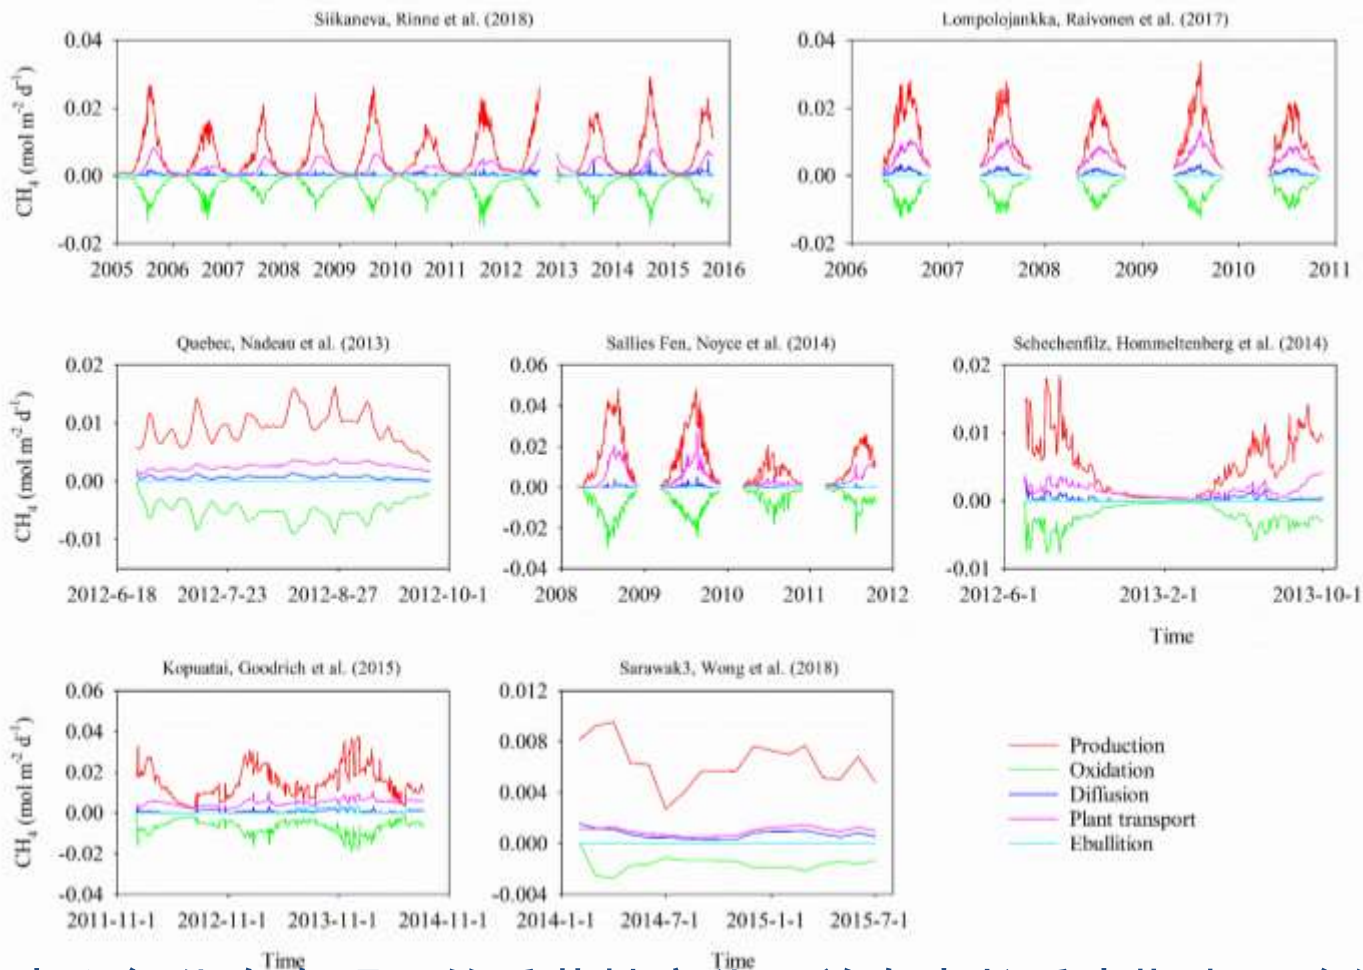 Siikaneva, Rinne et al. (2018)
CH4 (mol m-2 d-1)
0.04
0.02
0.00
-0.02
2005 2006 2007 2008 2009 2010 2011 2012 2013 2014 2015 2016
Lompolojankka, Raivonen et al. (2017)
0.04
0.02
0.00
-0.02
2006 2007 2008 2009 2010 2011
Quebec, Nadeau et al. (2013)
CH4 (mol m-2 d-1)
0.02
0.01
0.00
-0.01
2012-6-18 2012-7-23 2012-8-27 2012-10-1
Sallies Fen, Noyce et al. (2014)
0.06
0.04
0.02
0.00
-0.02
-0.04
2008 2009 2010 2011 2012
Schechenfilz, Hommeltenberg et al. (2014)
0.02
0.01
0.00
-0.01
2012-6-1 2013-2-1 2013-10-1
Time
Kopuatai, Goodrich et al. (2015)
CH4 (mol m-2 d-1)
0.06
0.04
0.02
0.00
-0.02
-0.04
2011-11-1 2012-11-1 2013-11-1 2014-11-1
Time
Sarawak3, Wong et al. (2018)
0.012
0.008
0.004
0.000
-0.004
2014-1-1 2014-7-1 2015-1-1 2015-7-1
Time
Production
Oxidation
Diffusion
Plant transport
Ebullition